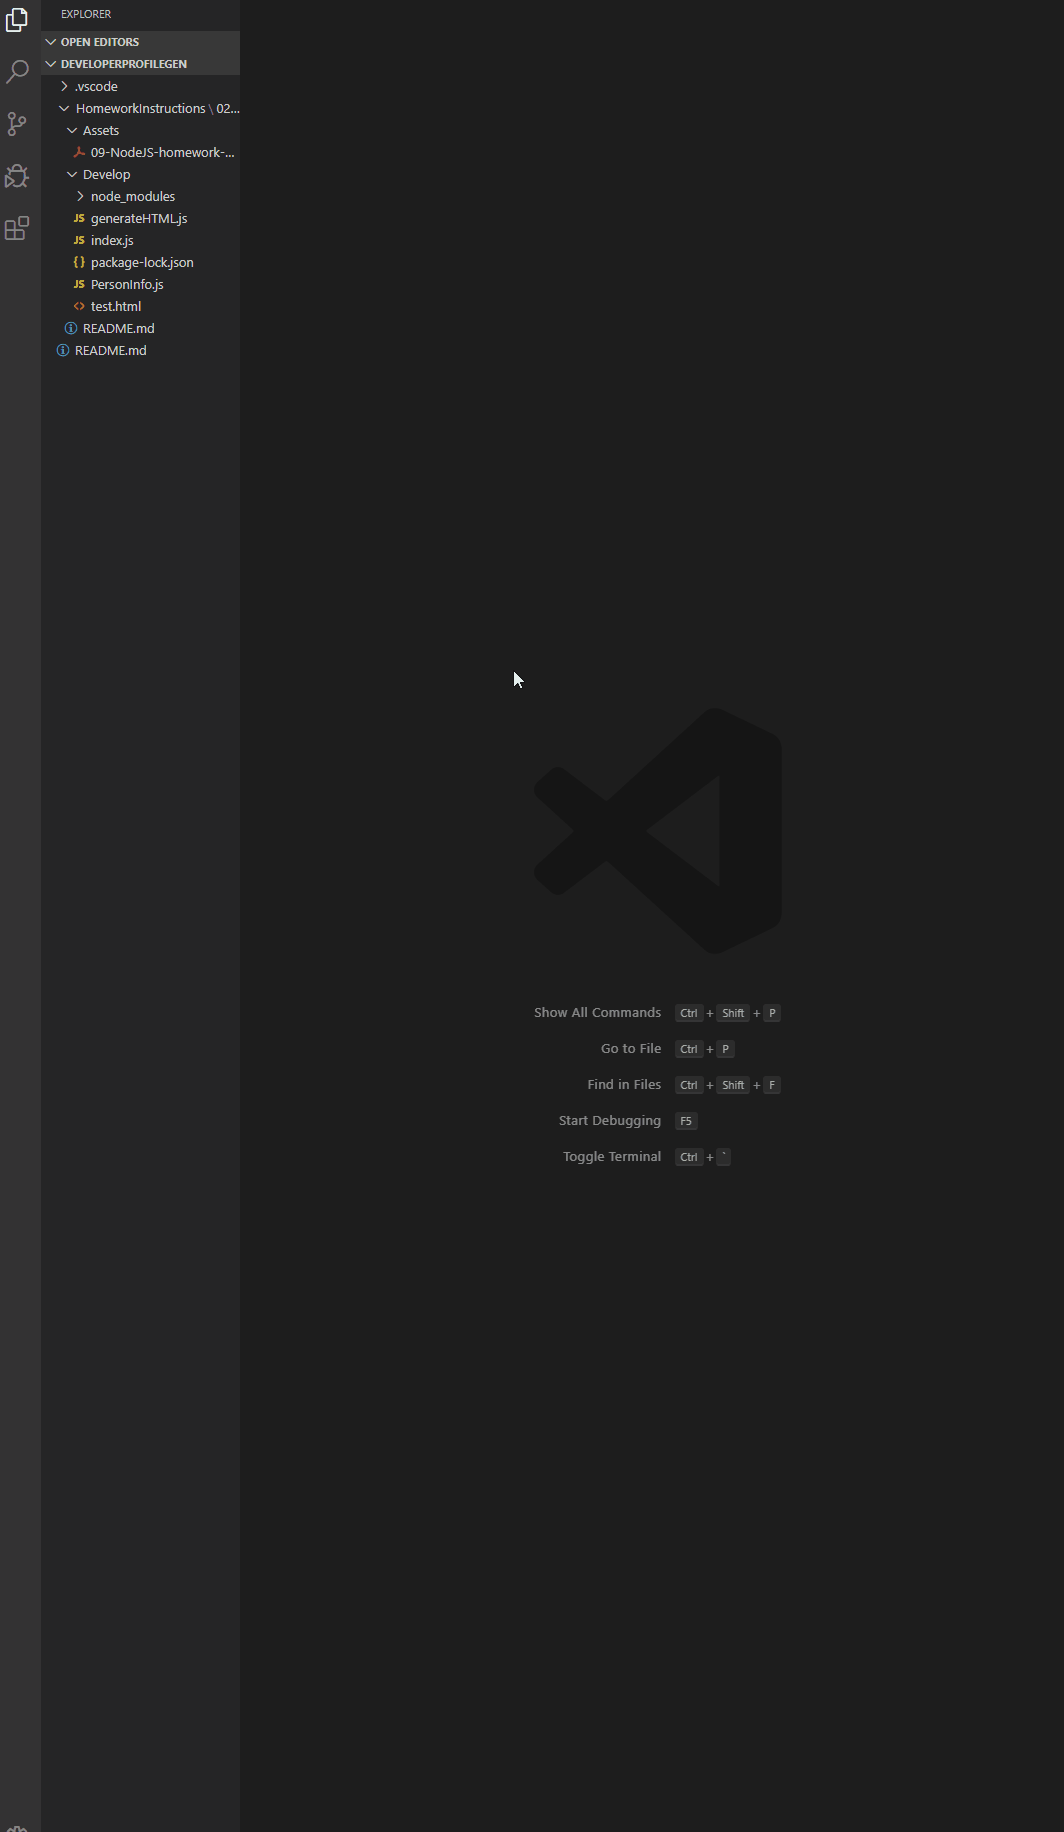 EXPLORER
OPEN EDITORS
DEVELOPERPROFILEGEN
.vscode
HomeworkInstructions \ 02...
Assets
09-NodeJS-homework-...
Develop
node_modules
JS generateHTML.js
JS index.js
{} package-lock.json
JS PersonInfo.js
<> test.html
README.md
README.md
Show All Commands Ctrl + Shift + P
Go to File Ctrl + P
Find in Files Ctrl + Shift + F
Start Debugging F5
Toggle Terminal Ctrl + `